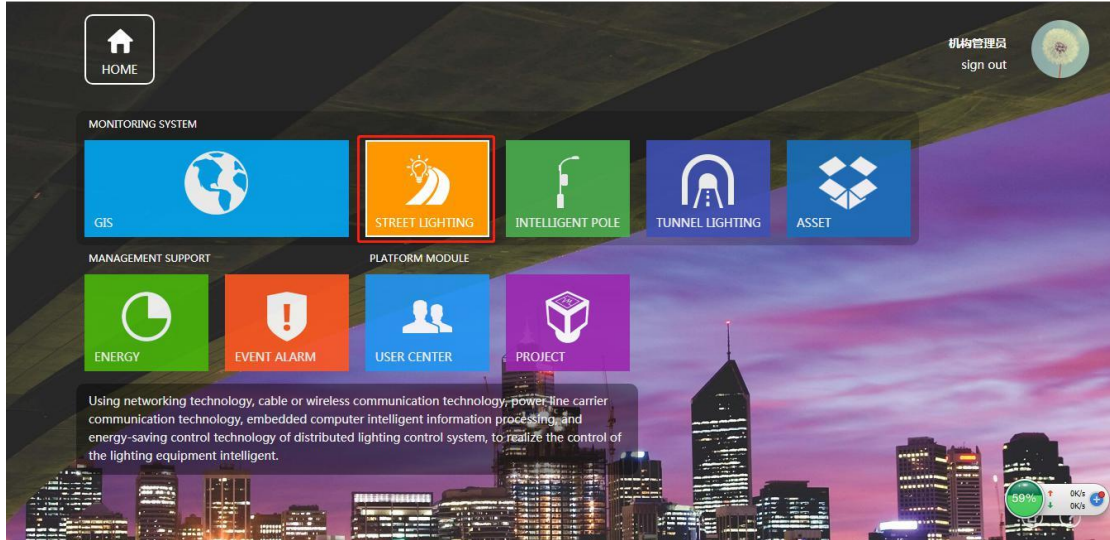 HOME
机构管理员
sign out
MONITORING SYSTEM
GIS
STREET LIGHTING
INTELLIGENT POLE
TUNNEL LIGHTING
ASSET
MANAGEMENT SUPPORT
PLATFORM MODULE
ENERGY
EVENT ALARM
USER CENTER
PROJECT
Using networking technology, cable or wireless communication technology, power line carrier
communication technology, embedded computer intelligent information processing, and
energy-saving control technology of distributed lighting control system, to realize the control of
the lighting equipment intelligent.
59%
0K/s
0K/s